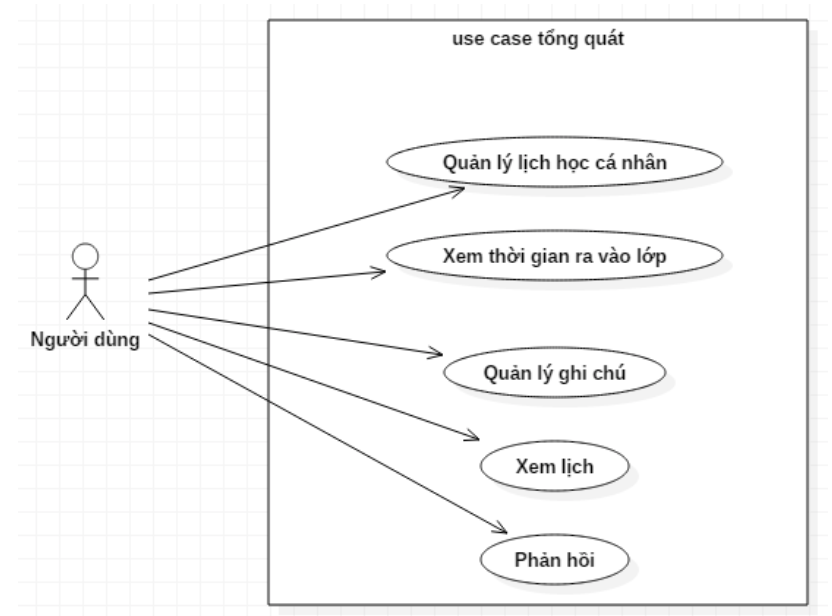 use case tổng quát
Quản lý lịch học cá nhân
Xem thời gian ra vào lớp
Người dùng
Quản lý ghi chú
Xem lịch
Phản hồi